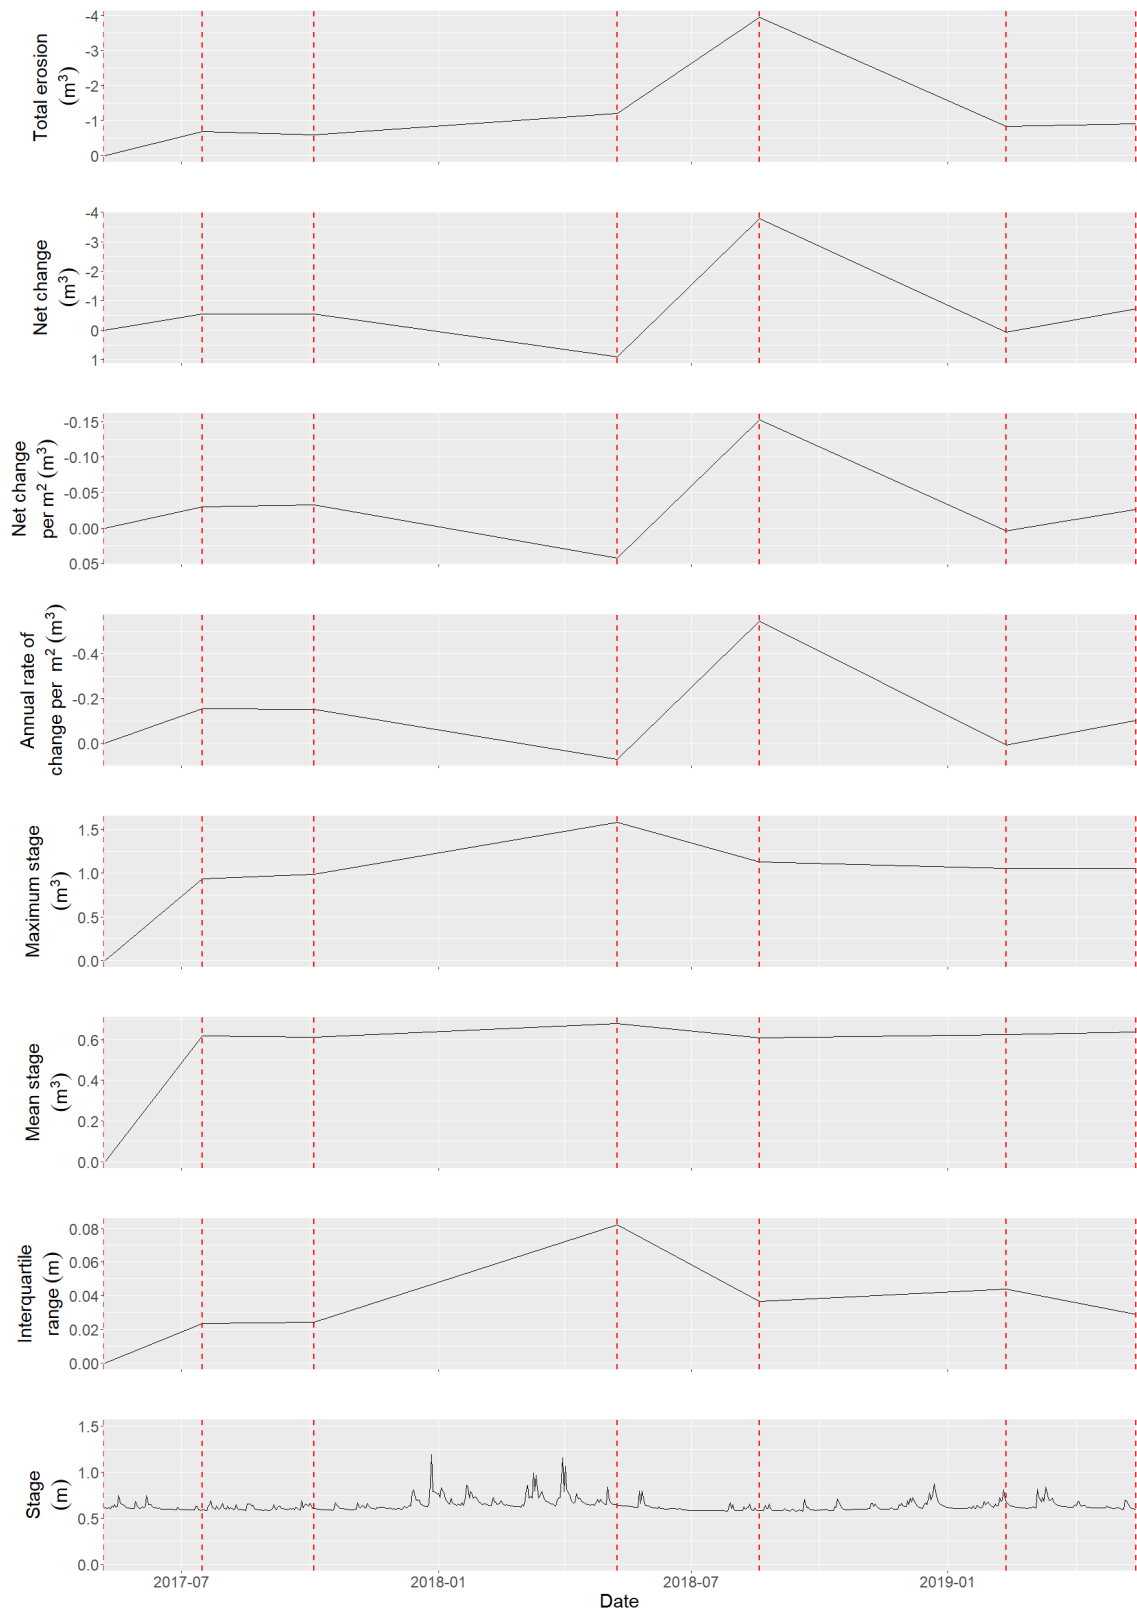 Total erosion
(m³)
-4
-3
-2
-1
0
Net change
(m³)
-4
-3
-2
-1
0
1
Net change
per m² (m³)
-0.15
-0.10
-0.05
0.00
0.05
Annual rate of
change per m² (m³)
-0.4
-0.2
0.0
Maximum stage
(m³)
1.5
1.0
0.5
0.0
Mean stage
(m³)
0.6
0.4
0.2
0.0
Interquartile
range (m)
0.08
0.06
0.04
0.02
0.00
Stage
(m)
1.5
1.0
0.5
0.0
2017-07 2018-01 2018-07 2019-01
Date